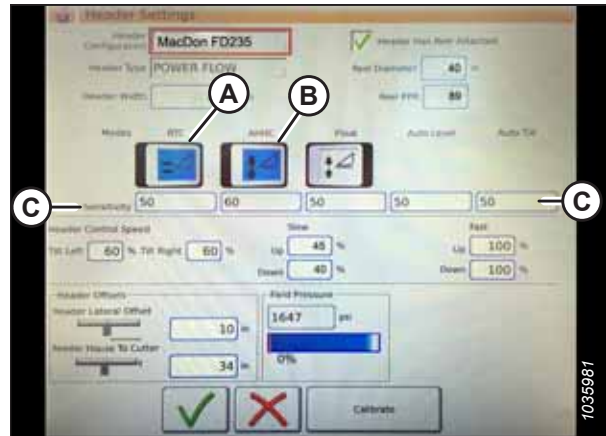 Header Settings
Header Configuration MacDon FD235 Header Has Reel Attached
Header Type POWER FLOW Reel Diameter 40 in
Header Width Reel PPR 89
A B
Modes RTC AHHC Float Auto Level Auto Tilt
C Sensitivity 50 60 50 50 50 C
Header Control Speed Slow Fast
Tilt Left 60 % Tilt Right 60 % Up 45 % Up 100 %
Down 40 % Down 100 %
Header Offsets Field Pressure
Header Lateral Offset 1647 psi
10 in
Feeder House To Cutter 0%
34 in
Calibrate
1035981